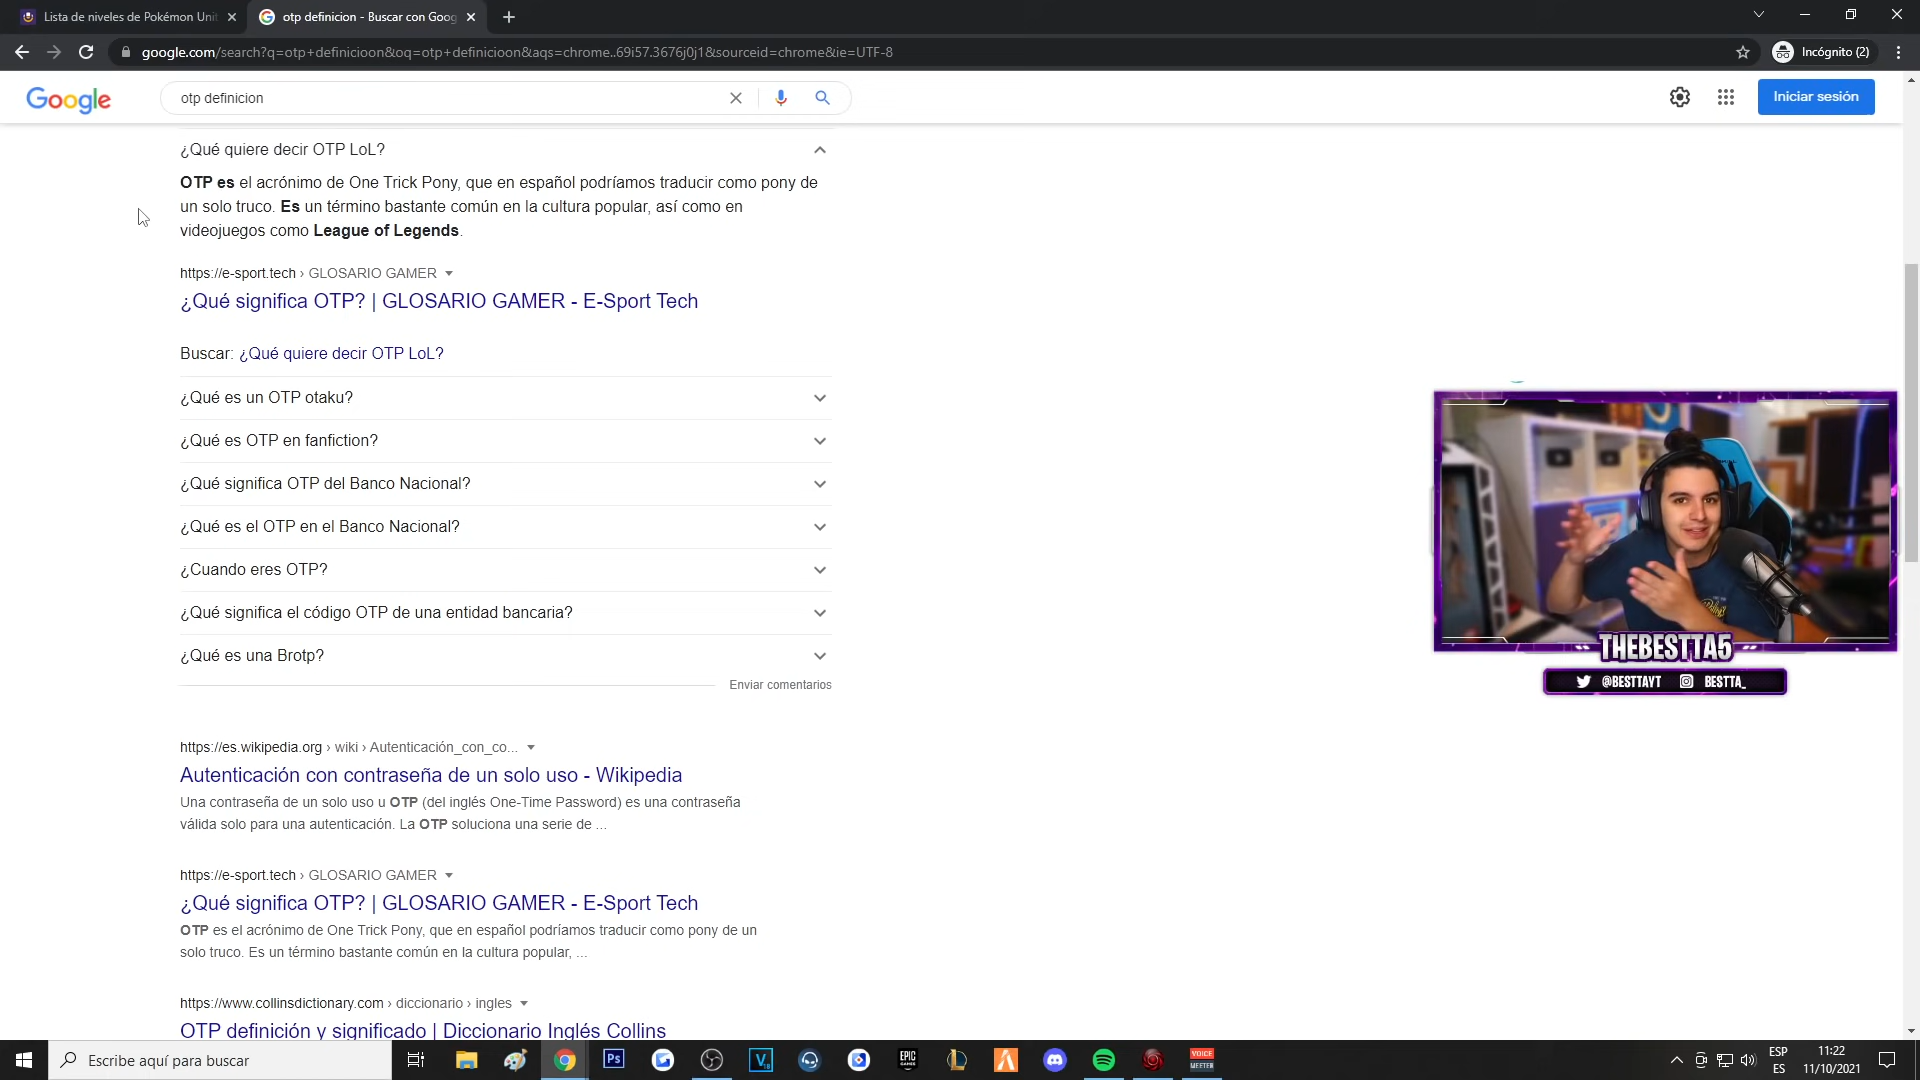 Lista de niveles de Pokémon Unit
otp definicion - Buscar con Goog
google.com/search?q=otp+definicioon&oq=otp+definicioon&aqs=chrome..69i57.3676j0j1&sourceid=chrome&ie=UTF-8
Incógnito (2)
Google
otp definicion
Iniciar sesión
¿Qué quiere decir OTP LoL?
OTP es el acrónimo de One Trick Pony, que en español podríamos traducir como pony de
un solo truco. Es un término bastante común en la cultura popular, así como en
videojuegos como League of Legends.
https://e-sport.tech › GLOSARIO GAMER
¿Qué significa OTP? | GLOSARIO GAMER - E-Sport Tech
Buscar: ¿Qué quiere decir OTP LoL?
¿Qué es un OTP otaku?
¿Qué es OTP en fanfiction?
¿Qué significa OTP del Banco Nacional?
¿Qué es el OTP en el Banco Nacional?
¿Cuando eres OTP?
¿Qué significa el código OTP de una entidad bancaria?
¿Qué es una Brotp?
Enviar comentarios
https://es.wikipedia.org › wiki › Autenticación_con_co...
Autenticación con contraseña de un solo uso - Wikipedia
Una contraseña de un solo uso u OTP (del inglés One-Time Password) es una contraseña
válida solo para una autenticación. La OTP soluciona una serie de ...
https://e-sport.tech › GLOSARIO GAMER
¿Qué significa OTP? | GLOSARIO GAMER - E-Sport Tech
OTP es el acrónimo de One Trick Pony, que en español podríamos traducir como pony de un
solo truco. Es un término bastante común en la cultura popular, ...
https://www.collinsdictionary.com › diccionario › ingles
OTP definición y significado | Diccionario Inglés Collins
THEBESTTA5
@BESTTAYT BESTTA_
Escribe aquí para buscar
Ps
EPIC
GAMES
VOICE
MEETER
ESP
ES
11:22
11/10/2021